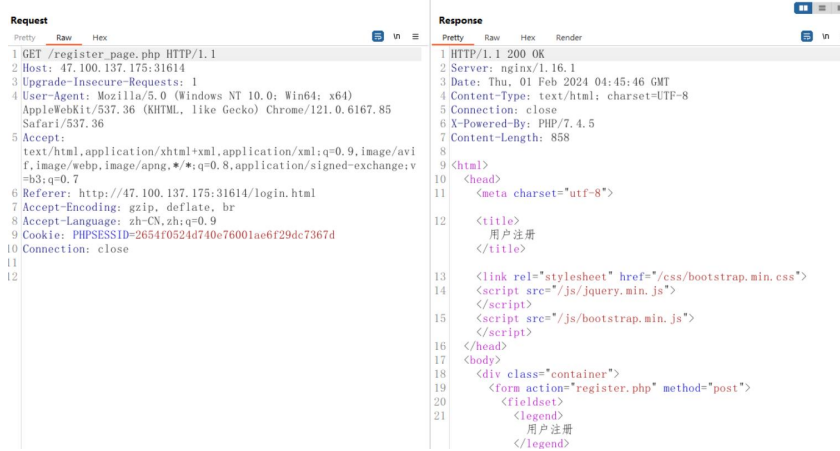 Request
Pretty Raw Hex
\n
1 GET /register_page.php HTTP/1.1
2 Host: 47.100.137.175:31614
3 Upgrade-Insecure-Requests: 1
4 User-Agent: Mozilla/5.0 (Windows NT 10.0; Win64; x64)
AppleWebKit/537.36 (KHTML, like Gecko) Chrome/121.0.6167.85
Safari/537.36
5 Accept:
text/html,application/xhtml+xml,application/xml;q=0.9,image/avi
f,image/webp,image/apng,*/*;q=0.8,application/signed-exchange;v
=b3;q=0.7
6 Referer: http://47.100.137.175:31614/login.html
7 Accept-Encoding: gzip, deflate, br
8 Accept-Language: zh-CN,zh;q=0.9
9 Cookie: PHPSESSID=2654f0524d740e76001ae6f29dc7367d
10 Connection: close
11
12
Response
Pretty Raw Hex Render
\n
1 HTTP/1.1 200 OK
2 Server: nginx/1.16.1
3 Date: Thu, 01 Feb 2024 04:45:46 GMT
4 Content-Type: text/html; charset=UTF-8
5 Connection: close
6 X-Powered-By: PHP/7.4.5
7 Content-Length: 858
8
9 <html>
10 <head>
11 <meta charset="utf-8">
12 <title>
用户注册
</title>
13 <link rel="stylesheet" href="/css/bootstrap.min.css">
14 <script src="/js/jquery.min.js">
</script>
15 <script src="/js/bootstrap.min.js">
</script>
16 </head>
17 <body>
18 <div class="container">
19 <form action="register.php" method="post">
20 <fieldset>
21 <legend>
用户注册
</legend>